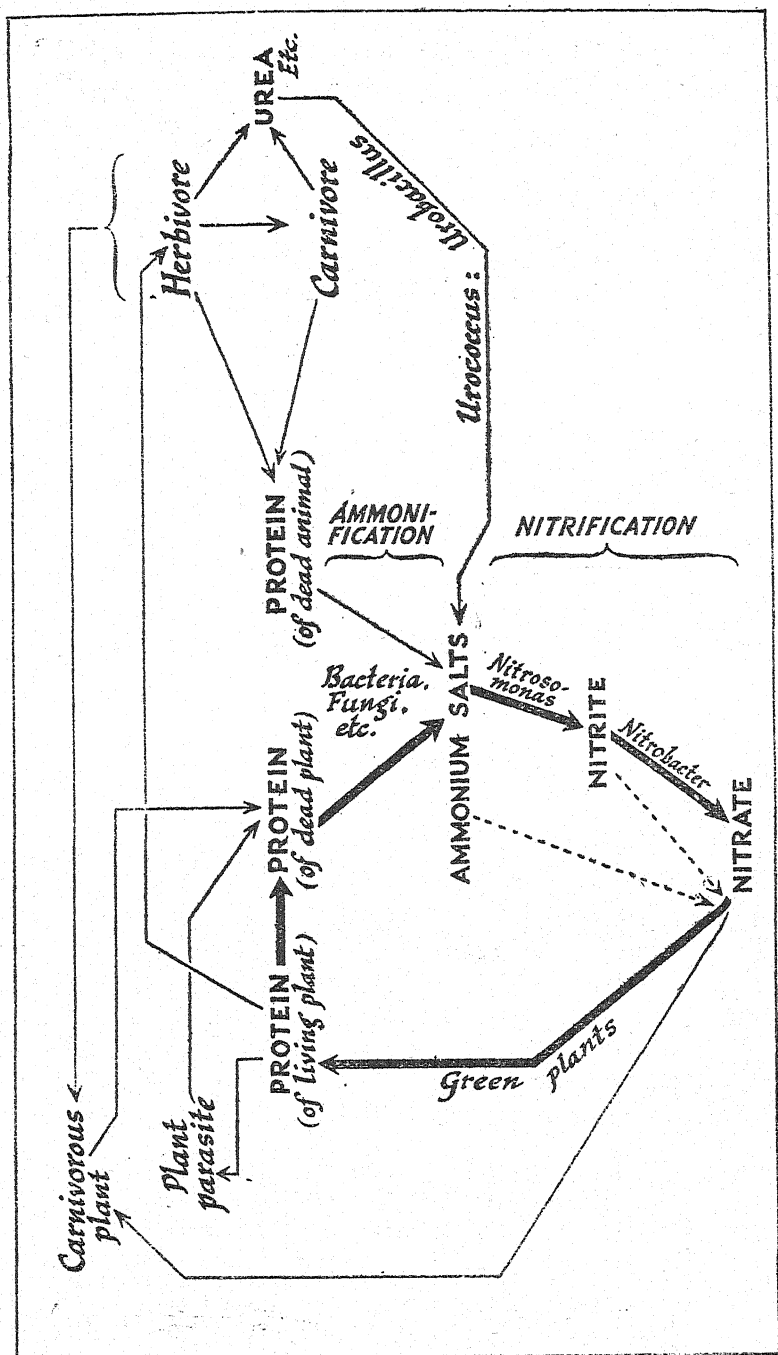 Carnivorous
plant
Plant
parasite
PROTEIN
(of living plant)
PROTEIN
(of dead plant)
PROTEIN
(of dead animal)
Herbivore
Carnivore
UREA
Etc.
Green plants
Bacteria,
Fungi,
etc.
AMMONI-
FICATION
Urococcus: Urobacillus
AMMONIUM SALTS
Nitroso-
monas
NITRIFICATION
NITRITE
Nitrobacter
NITRATE